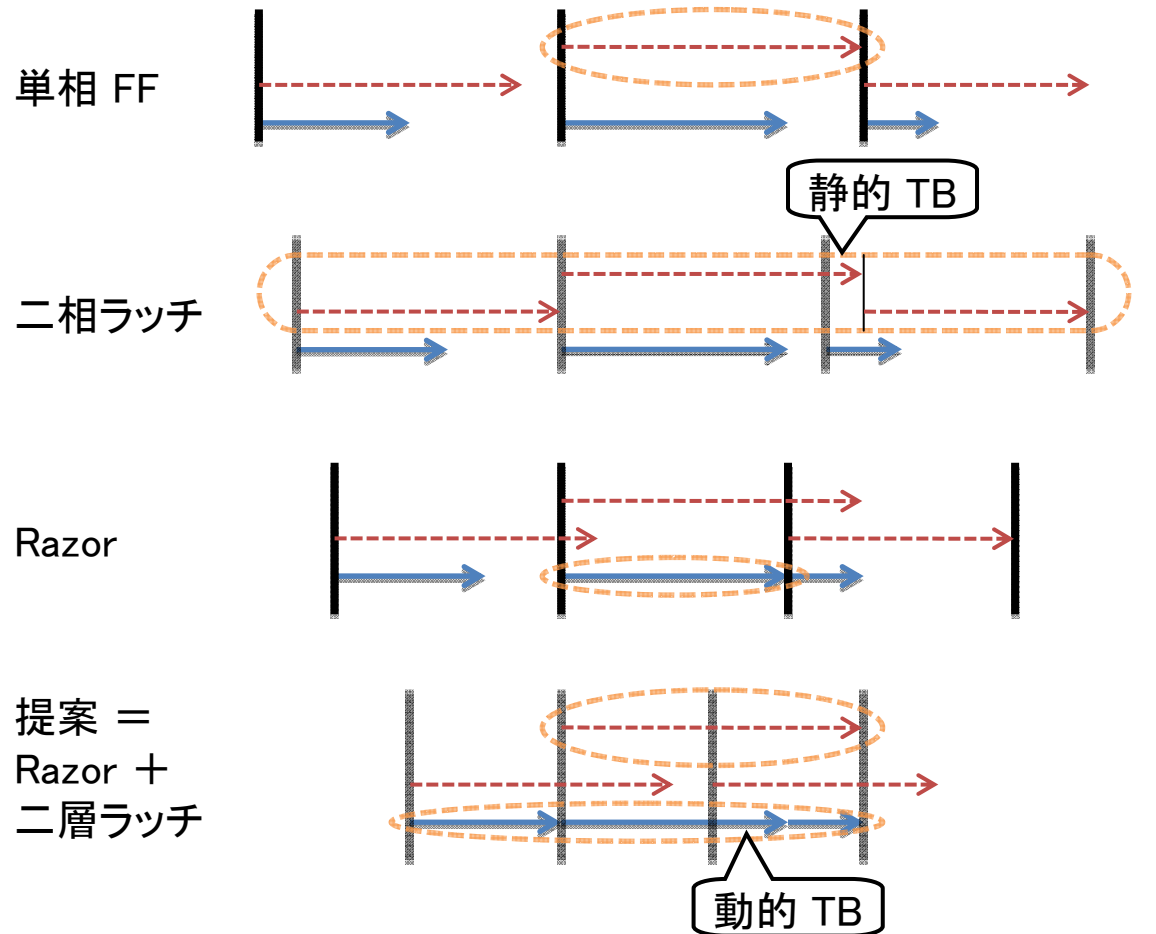 単相 FF
静的 TB
二相ラッチ
Razor
提案 ＝
Razor ＋
二層ラッチ
動的 TB